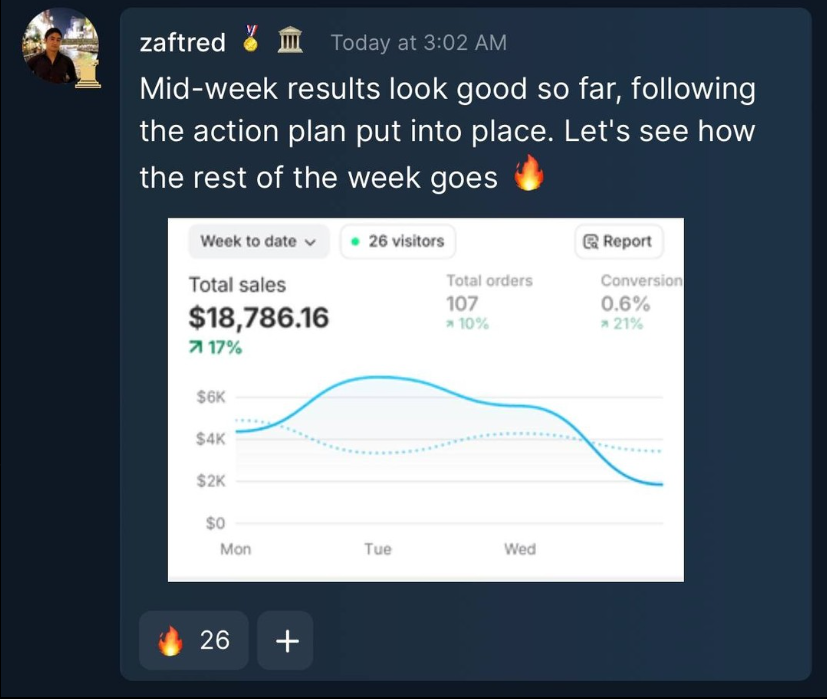 zaftred 🏅 🏛️ Today at 3:02 AM
Mid-week results look good so far, following
the action plan put into place. Let's see how
the rest of the week goes 🔥
Week to date 26 visitors Report
Total sales Total orders Conversion
$18,786.16 107 0.6%
↗ 17% ↗ 10% ↗ 21%
$6K
$4K
$2K
$0
Mon Tue Wed
🔥 26 +